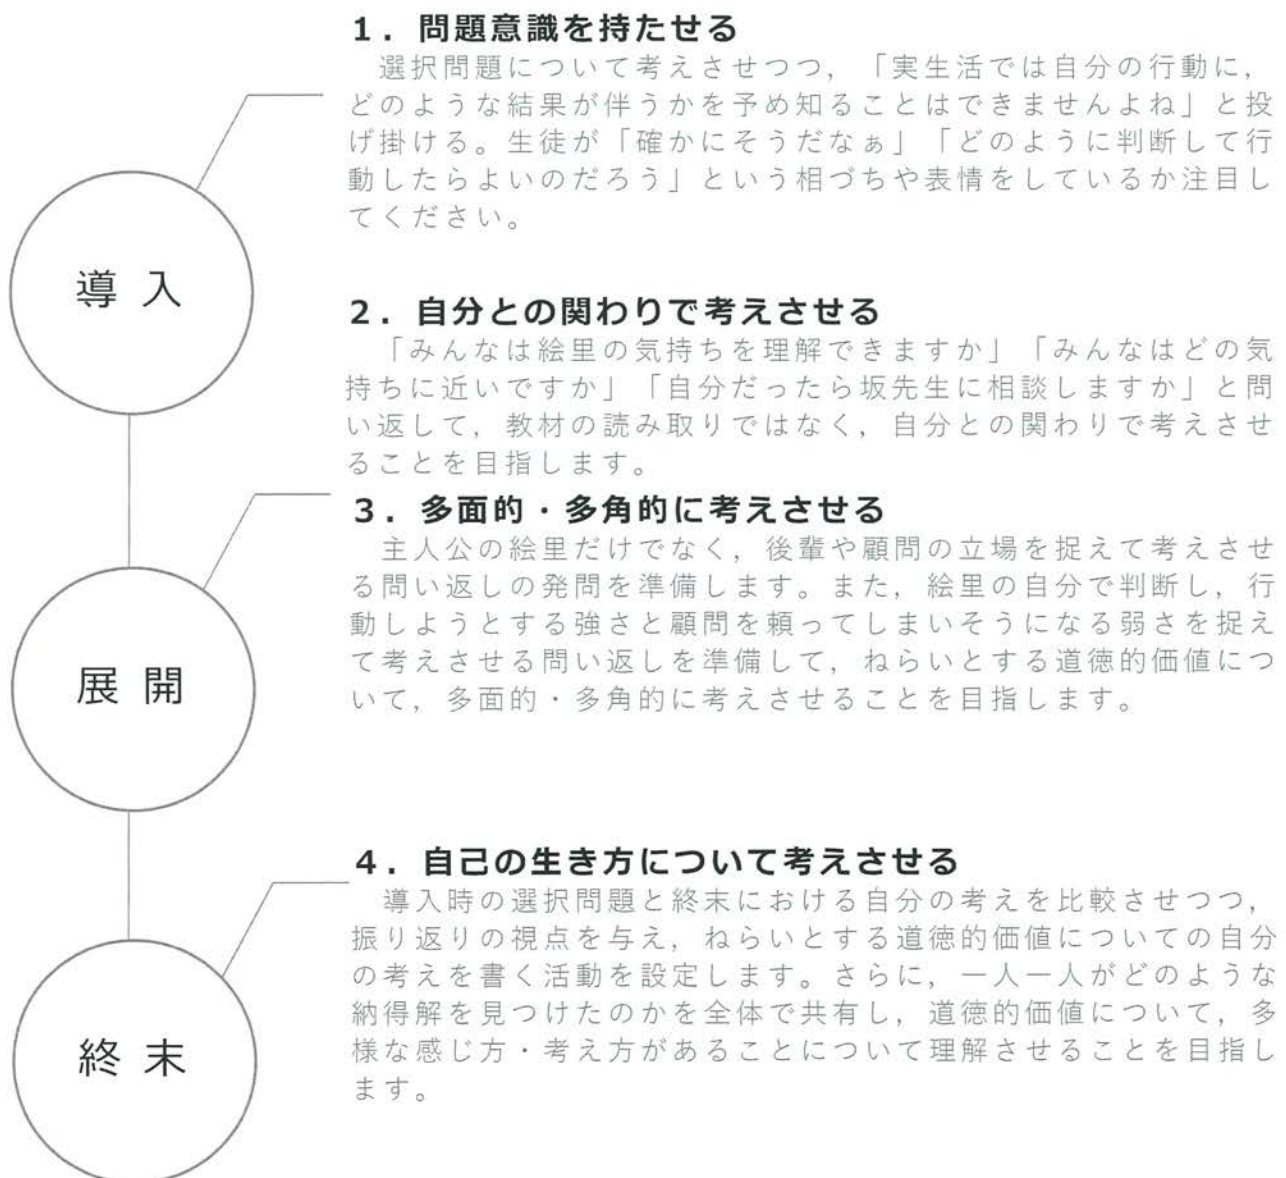 1．問題意識を持たせる
選択問題について考えさせつつ，「実生活では自分の行動に，
どのような結果が伴うかを予め知ることはできませんよね」と投
げ掛ける。生徒が「確かにそうだなぁ」「どのように判断して行
動したらよいのだろう」という相づちや表情をしているか注目し
てください。
導入
2．自分との関わりで考えさせる
「みんなは絵里の気持ちを理解できますか」「みんなはどの気
持ちに近いですか」「自分だったら坂先生に相談しますか」と問
い返して，教材の読み取りではなく，自分との関わりで考えさせ
ることを目指します。
3．多面的・多角的に考えさせる
主人公の絵里だけでなく，後輩や顧問の立場を捉えて考えさせ
る問い返しの発問を準備します。また，絵里の自分で判断し，行
動しようとする強さと顧問を頼ってしまいそうになる弱さを捉え
て考えさせる問い返しを準備して，ねらいとする道徳的価値につ
いて，多面的・多角的に考えさせることを目指します。
展開
4．自己の生き方について考えさせる
導入時の選択問題と終末における自分の考えを比較させつつ，
振り返りの視点を与え，ねらいとする道徳的価値についての自分
の考えを書く活動を設定します。さらに，一人一人がどのような
納得解を見つけたのかを全体で共有し，道徳的価値について，多
様な感じ方・考え方があることについて理解させることを目指し
ます。
終末